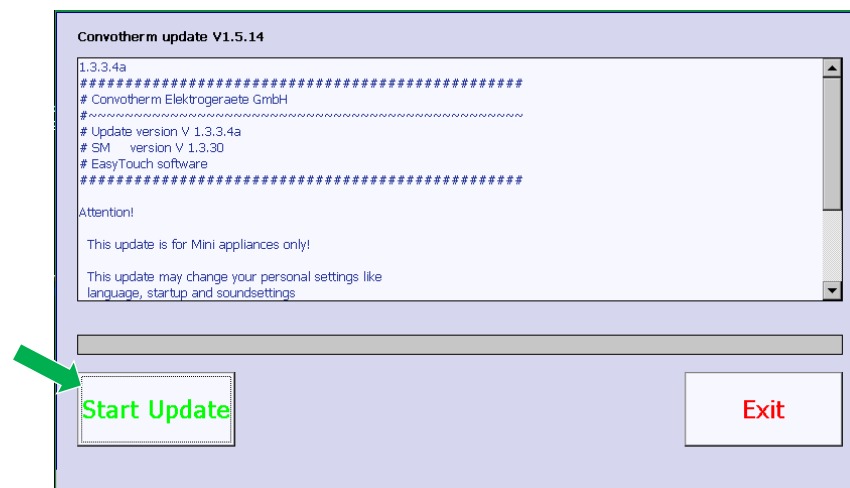 Convotherm update V1.5.14
1.3.3.4a
#################################################
# Convotherm Elektrogeraete GmbH
#~~~~~~~~~~~~~~~~~~~~~~~~~~~~~~~~~~~~~~~~~~~~~~~~
# Update version V 1.3.3.4a
# SM version V 1.3.30
# EasyTouch software
#################################################
Attention!
This update is for Mini appliances only!
This update may change your personal settings like
language, startup and soundsettings
Start Update
Exit